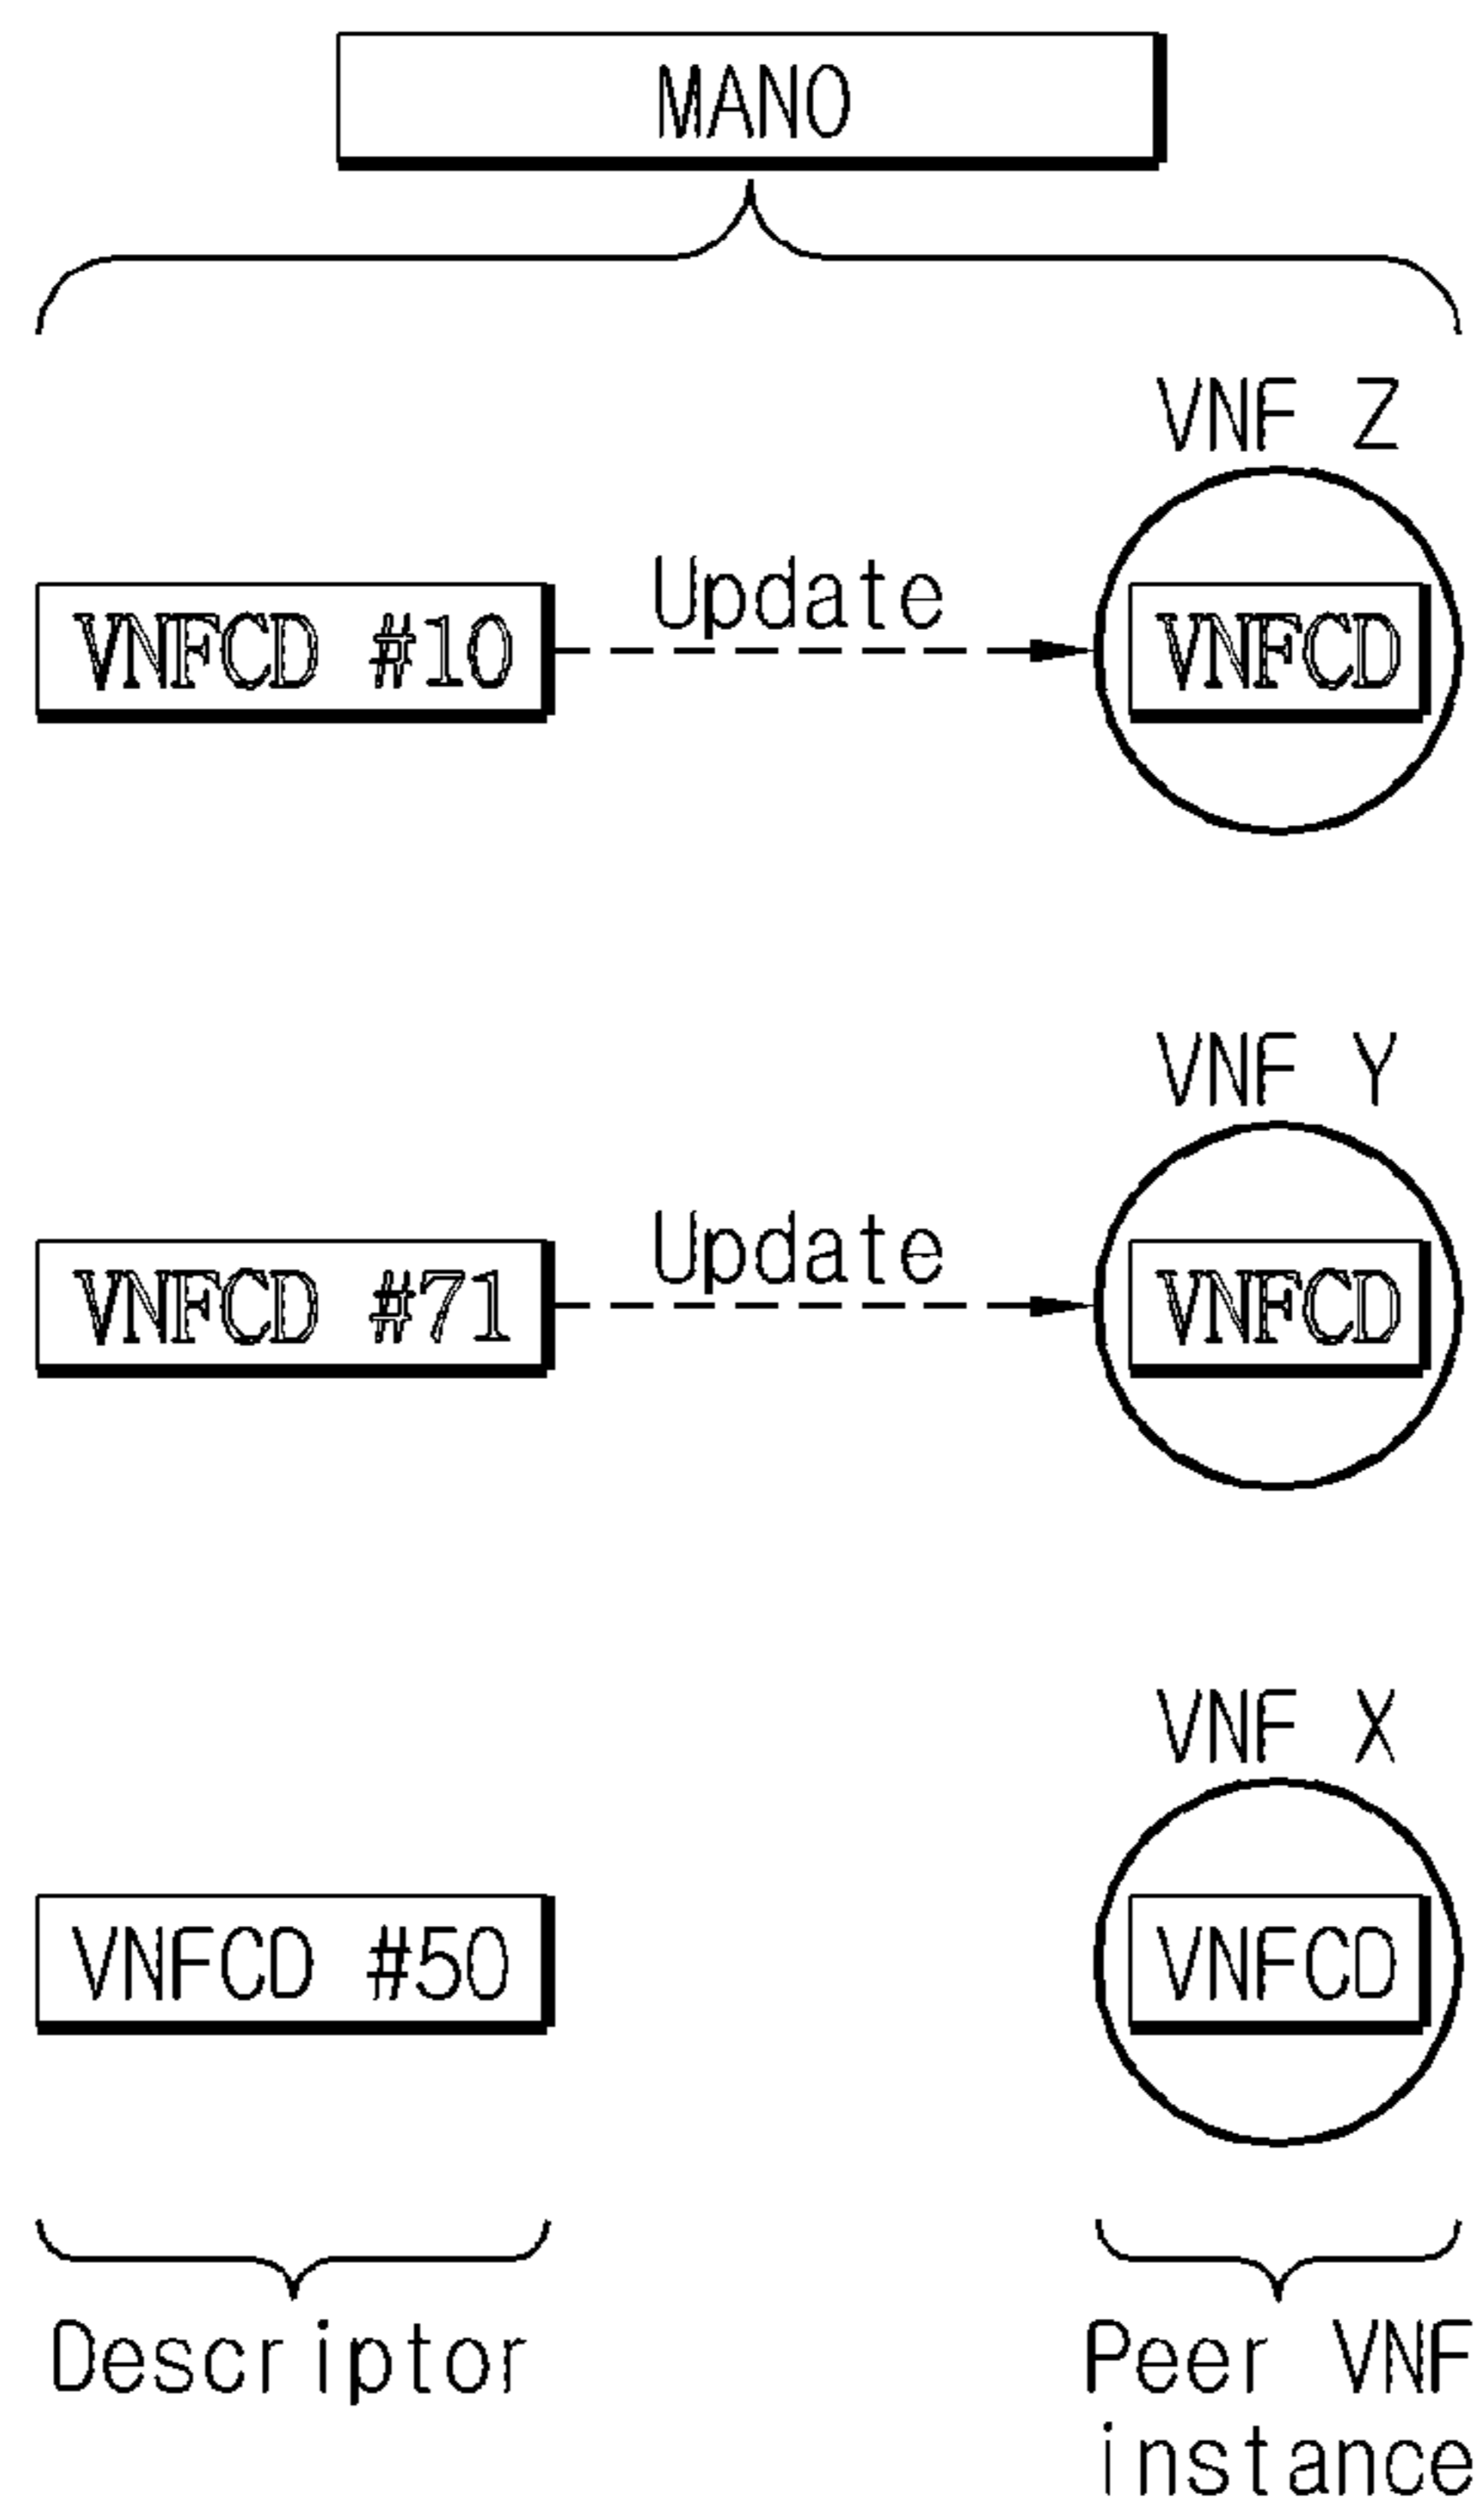 MANO
VNF Z
Update
VNFCD #10
VNFCD
VNF Y
Update
VNFCD #71
VNFCD
VNF X
VNFCD #50
VNFCD
Descriptor
Peer VNF
instance